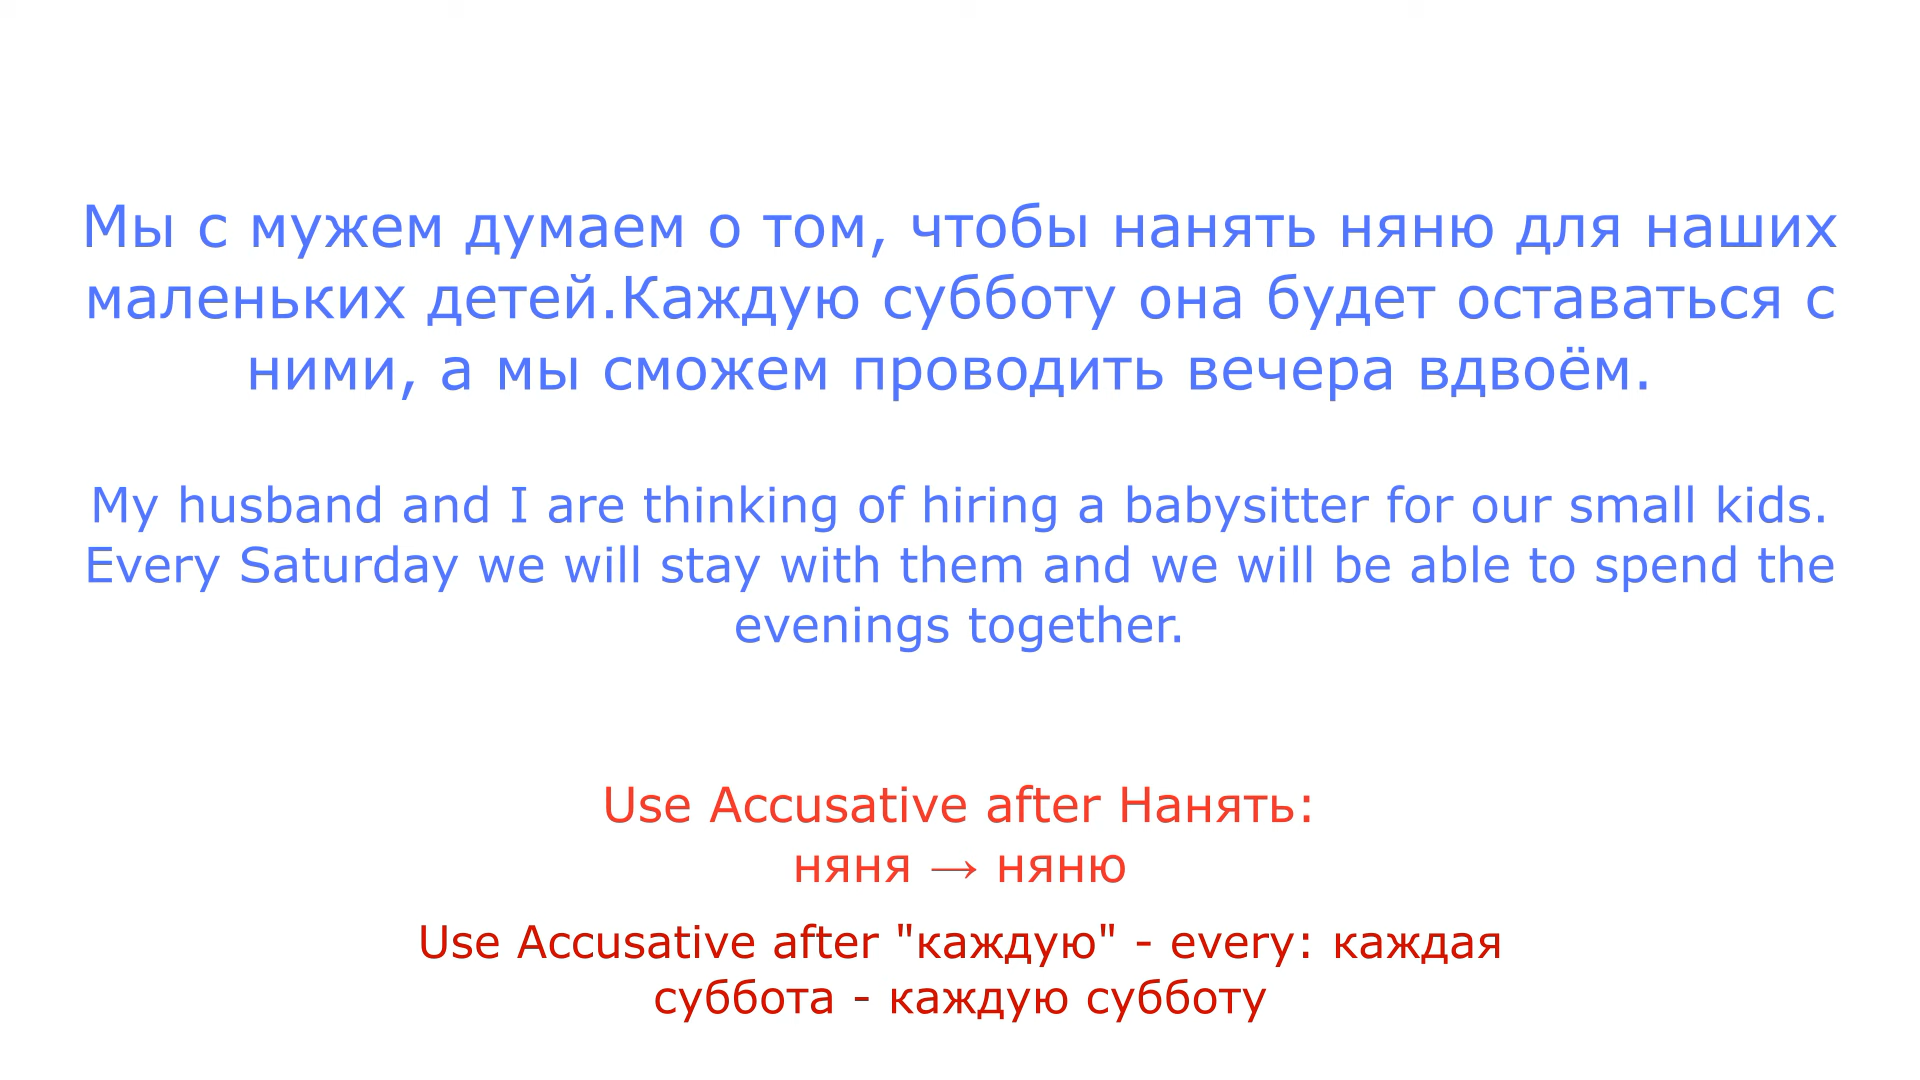 Мы с мужем думаем о том, чтобы нанять няню для наших
маленьких детей.Каждую субботу она будет оставаться с
ними, а мы сможем проводить вечера вдвоём.
My husband and I are thinking of hiring a babysitter for our small kids.
Every Saturday we will stay with them and we will be able to spend the
evenings together.
Use Accusative after Нанять:
няня → няню
Use Accusative after "каждую" - every: каждая
суббота - каждую субботу